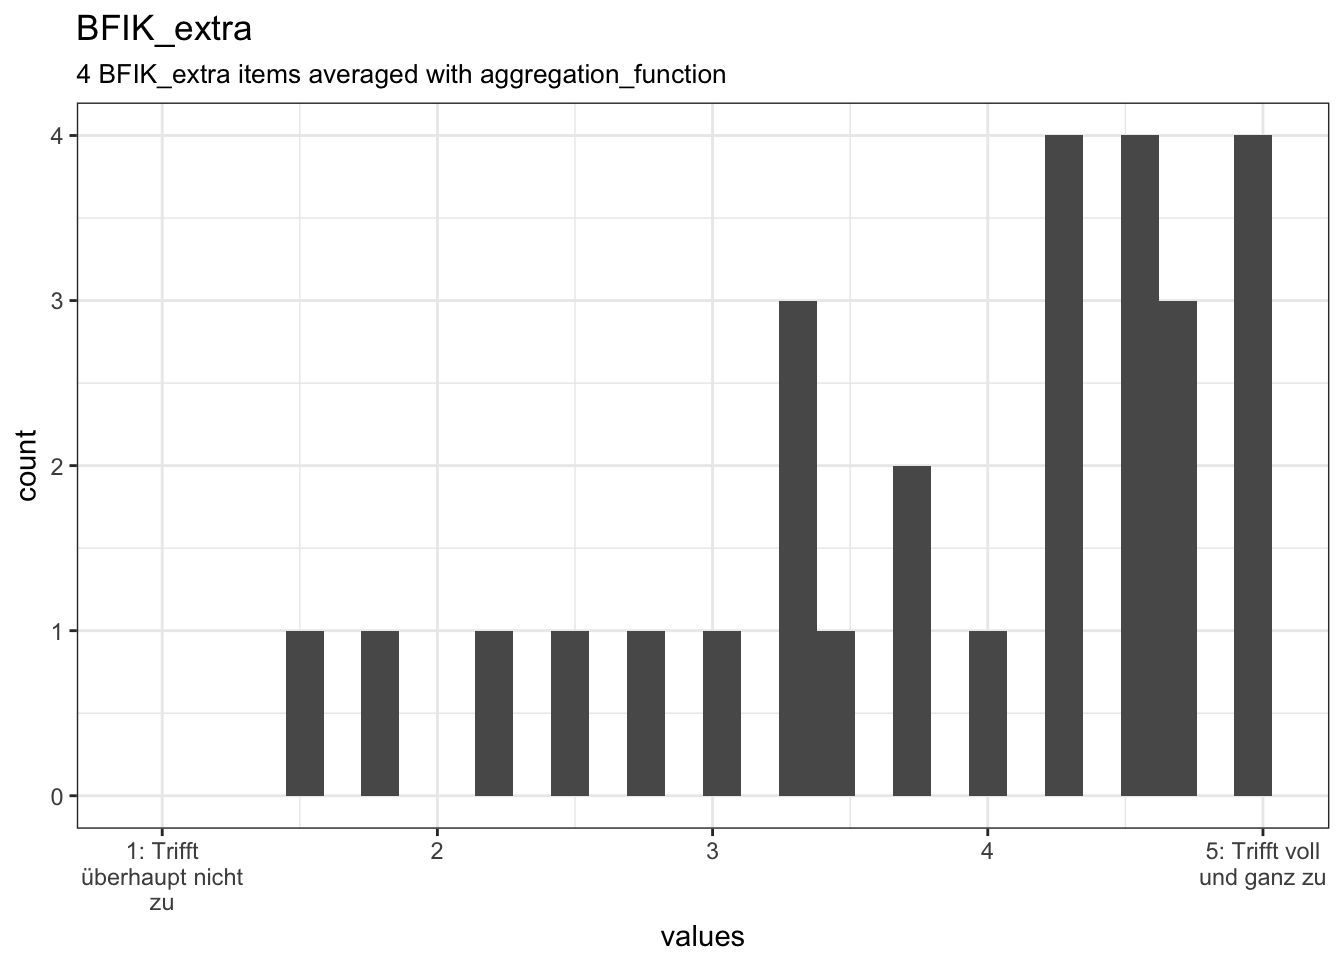 BFIK_extra
4 BFIK_extra items averaged with aggregation_function
4
3
2
1
0
count
1: Trifft
überhaupt nicht
zu
2
3
4
5: Trifft voll
und ganz zu
values